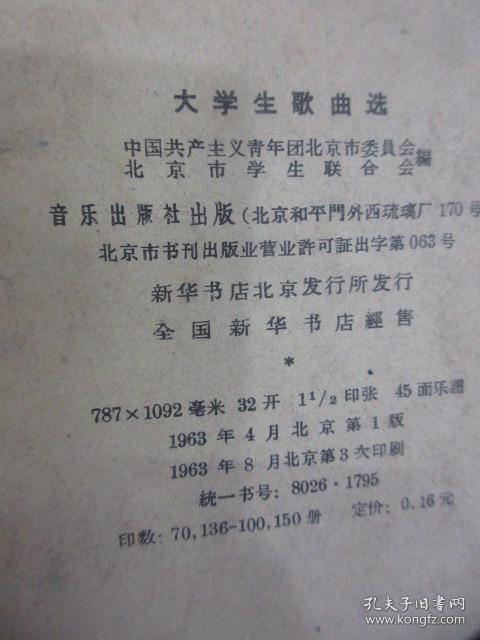 大学生歌曲选
中国共产主义青年团北京市委員会
北京市学生联合会
編
音乐出版社出版（北京和平門外西琉璃厂170号
北京市书刊出版业营业許可証出字第063号
新华书店北京发行所发行
全国新华书店經售
*
787×1092毫米 32开 1 1/2印张 45面乐譜
1963年4月北京第1版
1963年8月北京第3次印刷
統一书号：8026·1795
印数：70,136-100,150册 定价：0.16元
孔夫子旧书网
www.kongfz.com